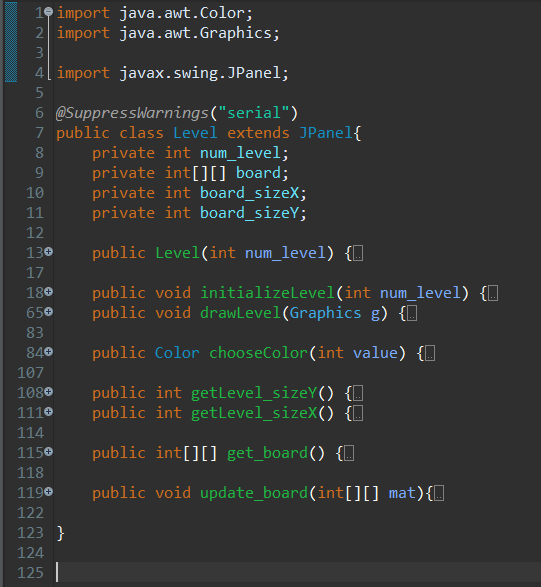 1 import java.awt.Color;
2 import java.awt.Graphics;
3
4 import javax.swing.JPanel;
5
6 @SuppressWarnings("serial")
7 public class Level extends JPanel{
8 private int num_level;
9 private int[][] board;
10 private int board_sizeX;
11 private int board_sizeY;
12
13 public Level(int num_level) {
17
18 public void initializeLevel(int num_level) {
65 public void drawLevel(Graphics g) {
83
84 public Color chooseColor(int value) {
107
108 public int getLevel_sizeY() {
111 public int getLevel_sizeX() {
114
115 public int[][] get_board() {
118
119 public void update_board(int[][] mat){
122
123 }
124
125